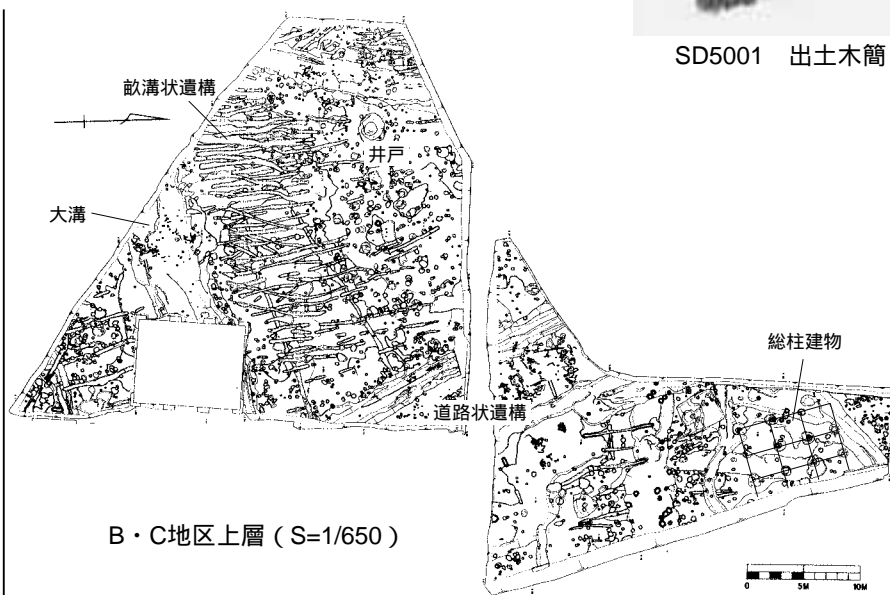 SD5001 出土木簡
畝溝状遺構
井戸
大溝
総柱建物
道路状遺構
B・C地区上層（S=1/650）
0 5M 10M